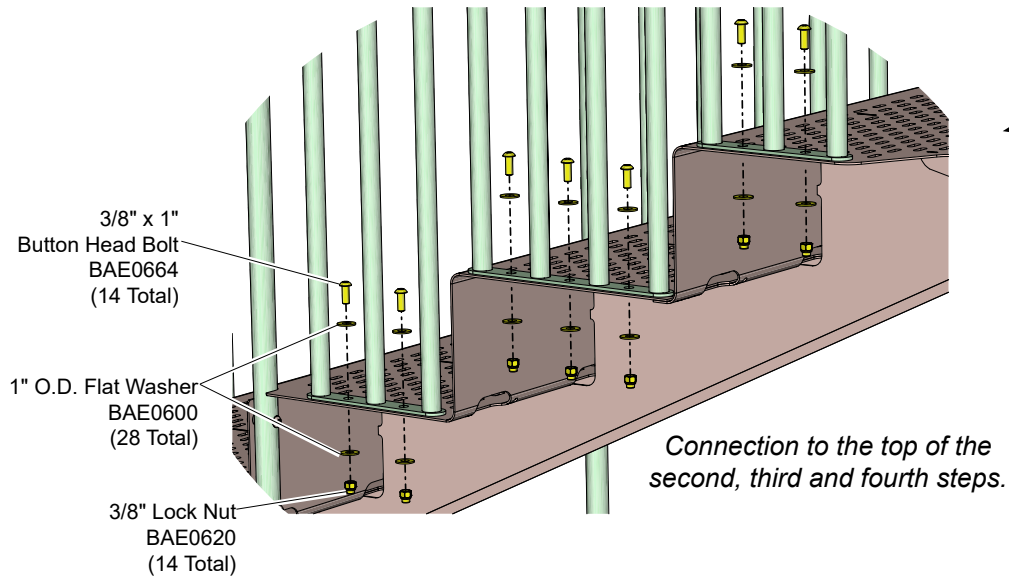 3/8" x 1"
Button Head Bolt
BAE0664
(14 Total)
1" O.D. Flat Washer
BAE0600
(28 Total)
3/8" Lock Nut
BAE0620
(14 Total)
Connection to the top of the
second, third and fourth steps.